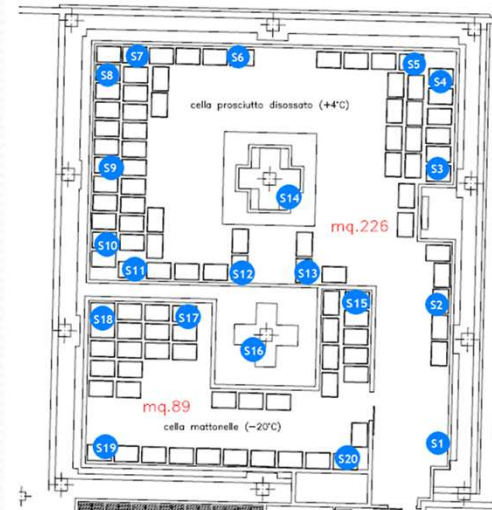 S7
S6
S5
S8
S4
cella prosciutto disossato (+4°C)
S9
S3
S14
mq.226
S10
S11
S12
S13
S15
S2
S18
S17
S16
mq.89
cella mattonelle (−20°C)
S19
S20
S1